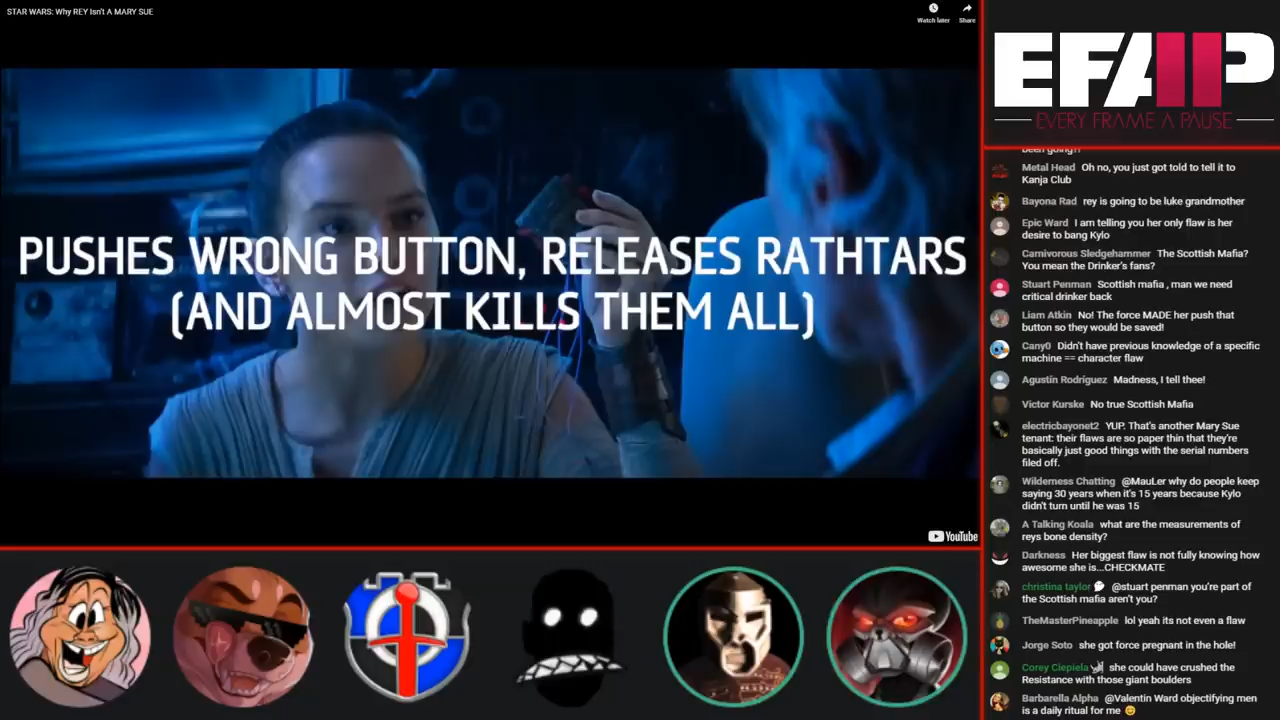 STAR WARS: Why REY Isn't A MARY SUE
Watch later
Share
PUSHES WRONG BUTTON, RELEASES RATHTARS
(AND ALMOST KILLS THEM ALL)
YouTube
EFAP
EVERY FRAME A PAUSE
been going?!
Metal Head Oh no, you just got told to tell it to
Kanja Club
Bayona Rad rey is going to be luke grandmother
Epic Ward I am telling you her only flaw is her
desire to bang Kylo
Carnivorous Sledgehammer The Scottish Mafia?
You mean the Drinker's fans?
Stuart Penman Scottish mafia , man we need
critical drinker back
Liam Atkin No! The force MADE her push that
button so they would be saved!
Cany0 Didn't have previous knowledge of a specific
machine == character flaw
Agustín Rodríguez Madness, I tell thee!
Victor Kurske No true Scottish Mafia
electricbayonet2 YUP. That's another Mary Sue
tenant: their flaws are so paper thin that they're
basically just good things with the serial numbers
filed off.
Wilderness Chatting @MauLer why do people keep
saying 30 years when it's 15 years because Kylo
didn't turn until he was 15
A Talking Koala what are the measurements of
reys bone density?
Darkness Her biggest flaw is not fully knowing how
awesome she is...CHECKMATE
christina taylor @stuart penman you're part of
the Scottish mafia aren't you?
TheMasterPineapple lol yeah its not even a flaw
Jorge Soto she got force pregnant in the hole!
Corey Ciepiela she could have crushed the
Resistance with those giant boulders
Barbarella Alpha @Valentin Ward objectifying men
is a daily ritual for me